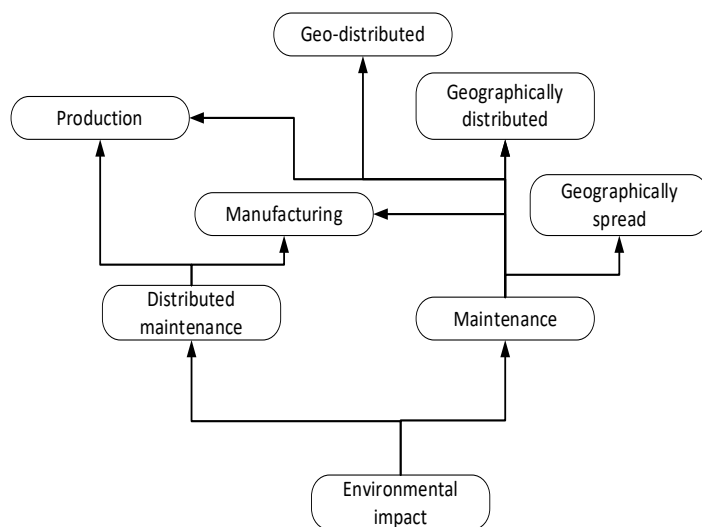 Geo-distributed
Geographically
distributed
Production
Geographically
spread
Manufacturing
Distributed
maintenance
Maintenance
Environmental
impact